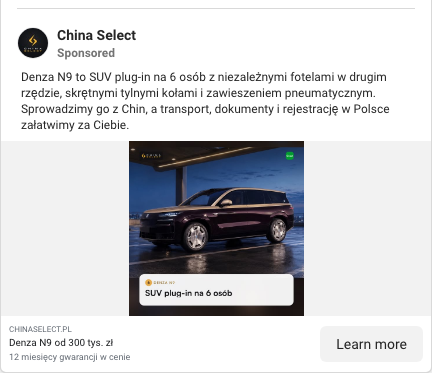 China Select
Sponsored
Denza N9 to SUV plug-in na 6 osób z niezależnymi fotelami w drugim
rzędzie, skrętnymi tylnymi kołami i zawieszeniem pneumatycznym.
Sprowadzimy go z Chin, a transport, dokumenty i rejestrację w Polsce
załatwimy za Ciebie.
DENZA N9
SUV plug-in na 6 osób
CHINASELECT.PL
Denza N9 od 300 tys. zł
12 miesięcy gwarancji w cenie
Learn more